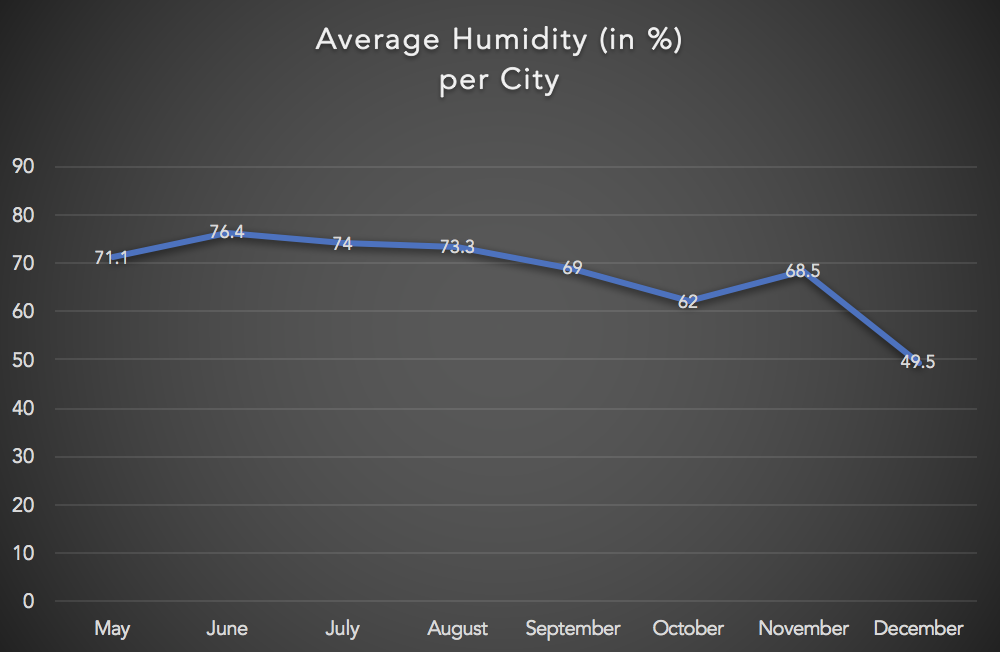 Average Humidity (in %)
per City
90
80
70
60
50
40
30
20
10
0
71.1
76.4
74
73.3
69
62
68.5
49.5
May
June
July
August
September
October
November
December